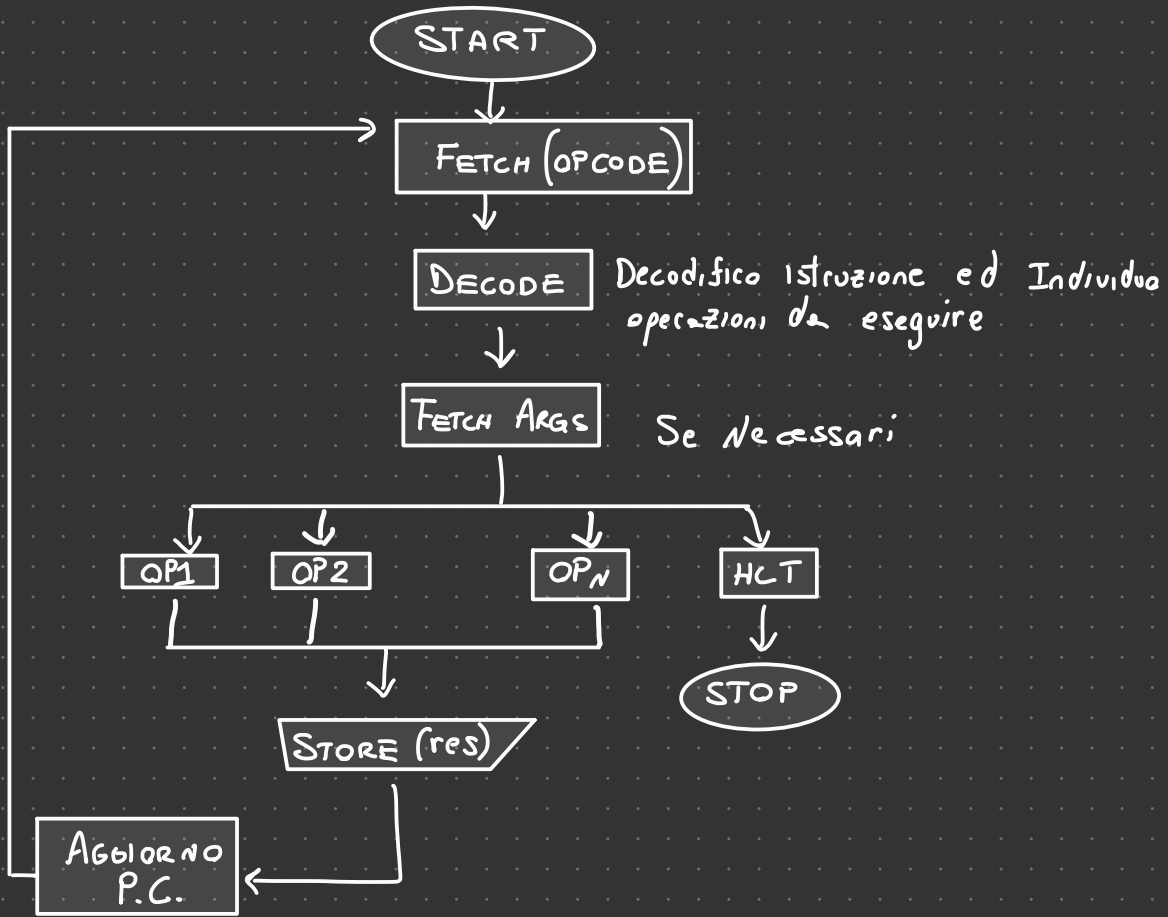 START
FETCH (OPCODE)
DECODE
Decodifico istruzione ed Individuo
operazioni da eseguire
FETCH ARGS
Se Necessari
OP1
OP2
OPN
HLT
STOP
STORE (res)
AGGIORNO
P.C.